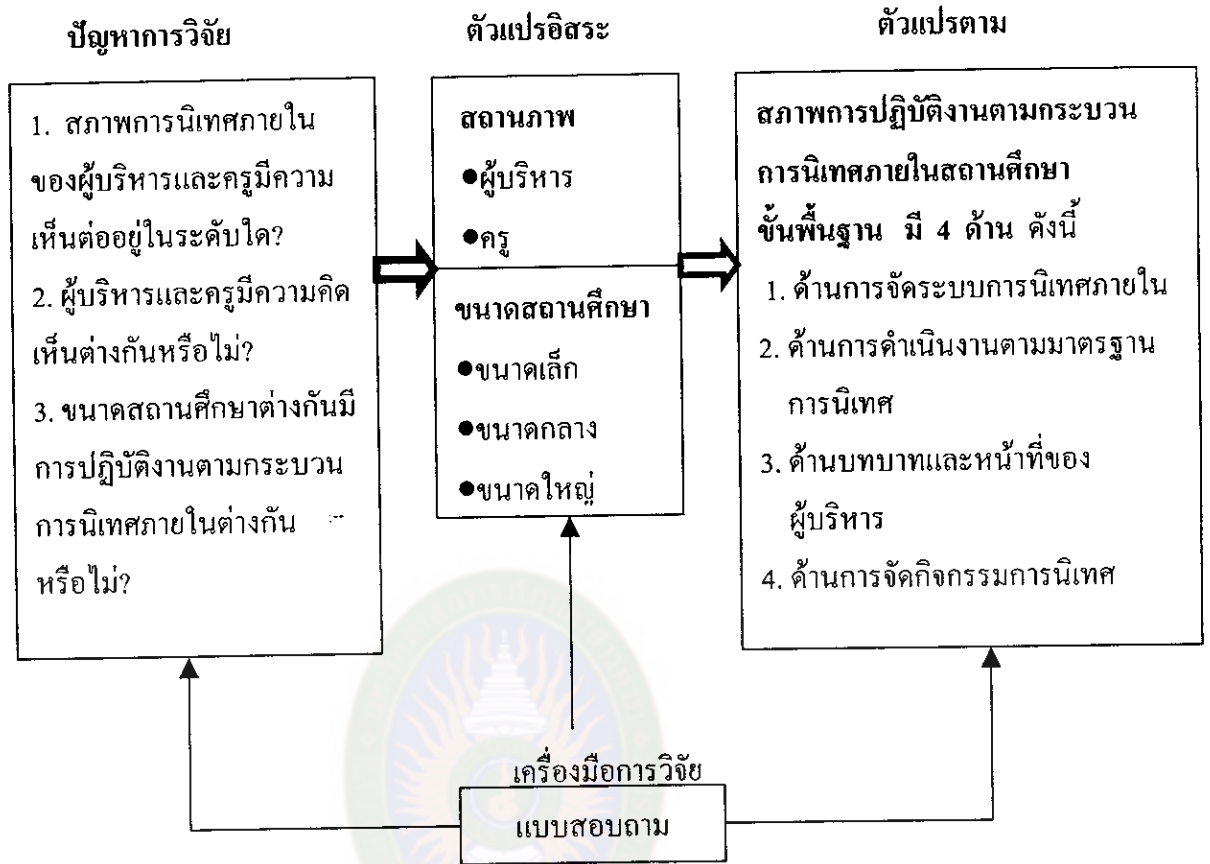 ปัญหาการวิจัย
1. สภาพการนิเทศภายใน
ของผู้บริหารและครูมีความ
เห็นต่ออยู่ในระดับใด?
2. ผู้บริหารและครูมีความคิด
เห็นต่างกันหรือไม่?
3. ขนาดสถานศึกษาต่างกันมี
การปฏิบัติงานตามกระบวน
การนิเทศภายในต่างกัน
หรือไม่?
ตัวแปรอิสระ
สถานภาพ
●ผู้บริหาร
●ครู
ขนาดสถานศึกษา
●ขนาดเล็ก
●ขนาดกลาง
●ขนาดใหญ่
ตัวแปรตาม
สภาพการปฏิบัติงานตามกระบวน
การนิเทศภายในสถานศึกษา
ขั้นพื้นฐาน มี 4 ด้าน ดังนี้
1. ด้านการจัดระบบการนิเทศภายใน
2. ด้านการดำเนินงานตามมาตรฐาน
การนิเทศ
3. ด้านบทบาทและหน้าที่ของ
ผู้บริหาร
4. ด้านการจัดกิจกรรมการนิเทศ
เครื่องมือการวิจัย
แบบสอบถาม